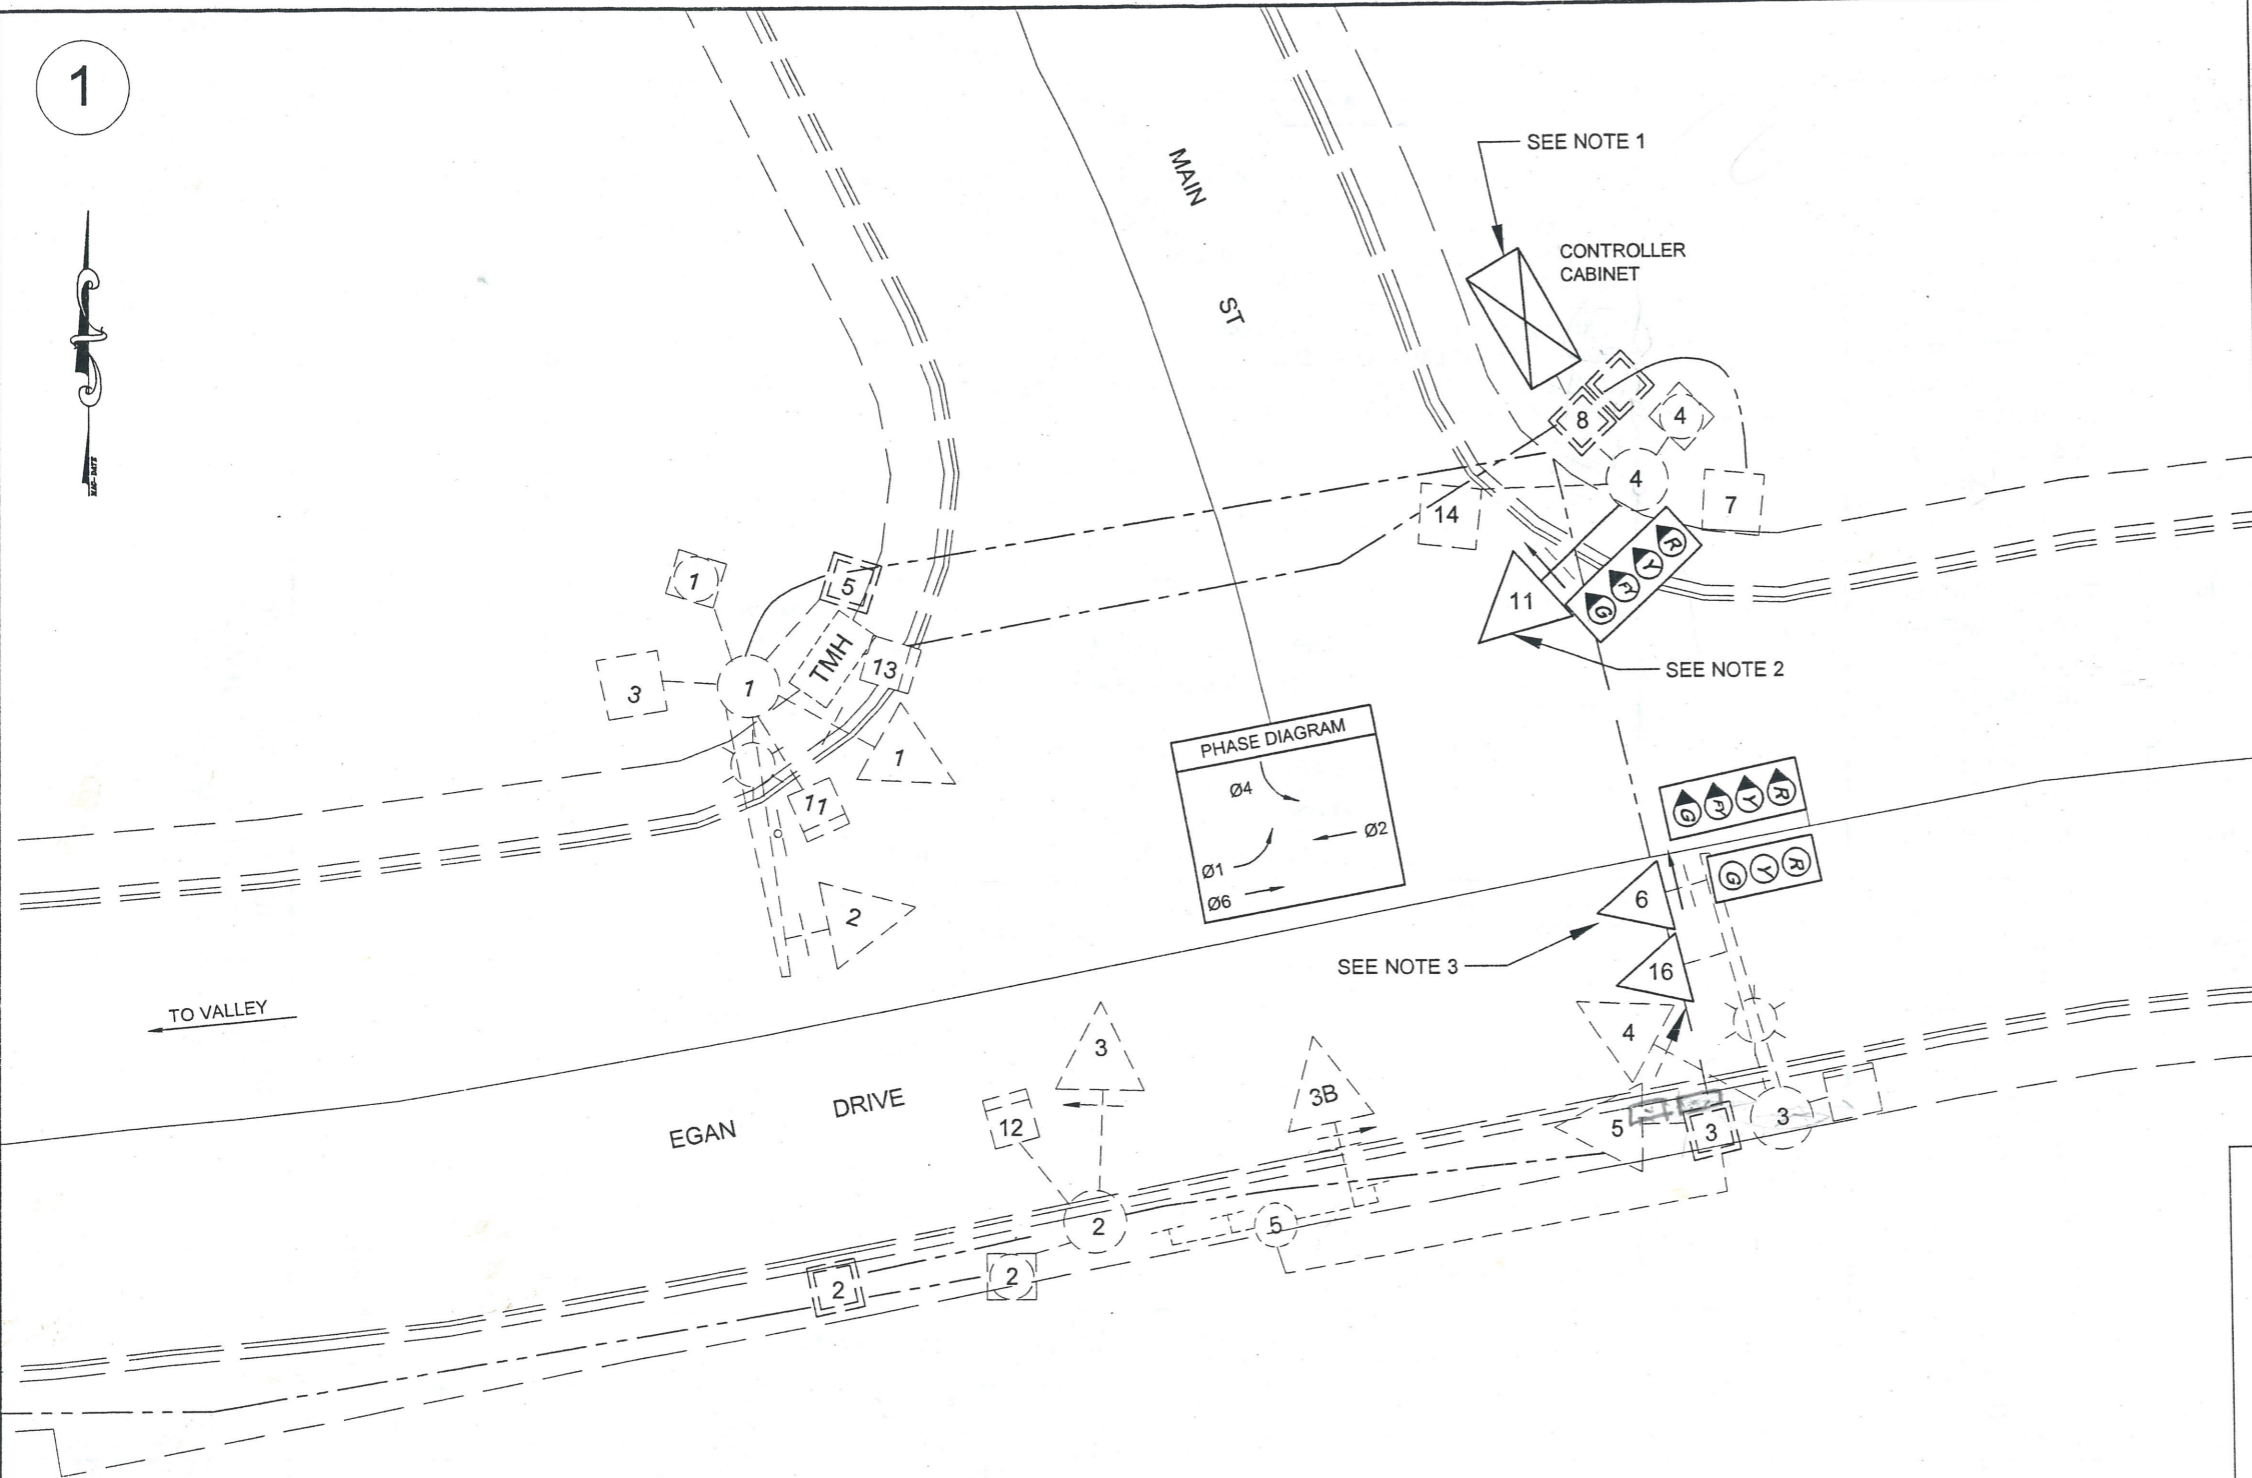 1
MAIN
ST
SEE NOTE 1
CONTROLLER
CABINET
8
4
4
7
14
R
Y
FY
G
11
SEE NOTE 2
1
5
TMH
13
3
1
1
11
2
PHASE DIAGRAM
Ø4
Ø2
Ø1
Ø6
G
FY
Y
R
G
Y
R
6
16
SEE NOTE 3
TO VALLEY
4
3
3B
5
3
3
12
EGAN DRIVE
2
5
2
2